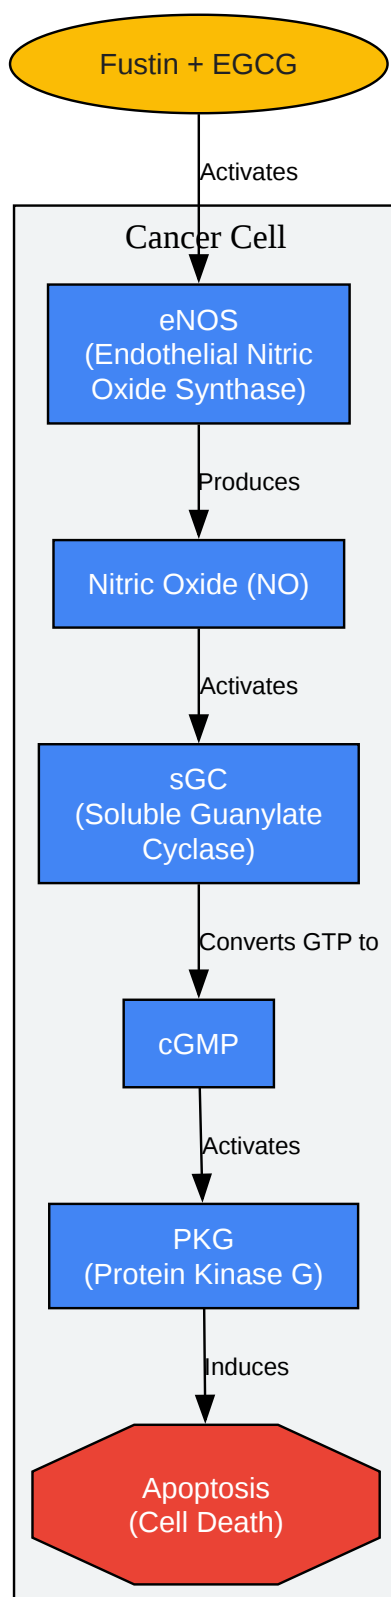 Fustin + EGCG
Activates
Cancer Cell
eNOS
(Endothelial Nitric
Oxide Synthase)
Produces
Nitric Oxide (NO)
Activates
sGC
(Soluble Guanylate
Cyclase)
Converts GTP to
cGMP
Activates
PKG
(Protein Kinase G)
Induces
Apoptosis
(Cell Death)